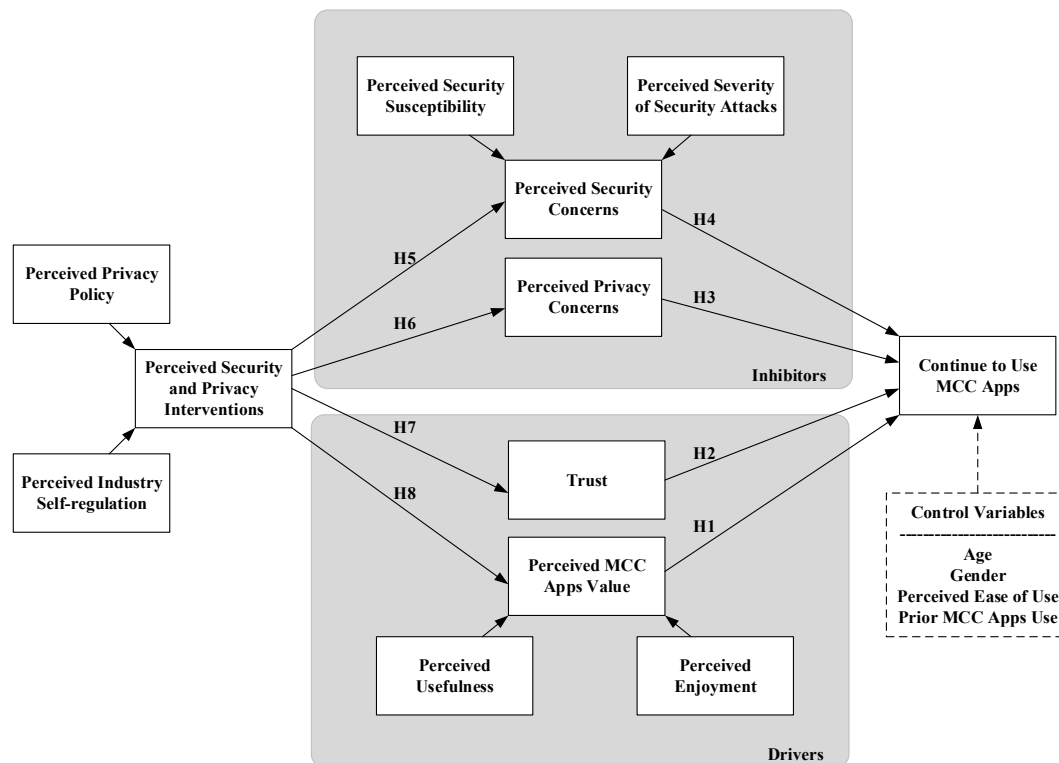 Perceived Security
Susceptibility
Perceived Severity
of Security Attacks
Perceived Security
Concerns
H4
H5
Perceived Privacy
Policy
Perceived Privacy
Concerns
H3
H6
Inhibitors
Perceived Security
and Privacy
Interventions
Continue to Use
MCC Apps
H7
Trust
H2
Perceived Industry
Self-regulation
H8
H1
Perceived MCC
Apps Value
Perceived
Usefulness
Perceived
Enjoyment
Drivers
Control Variables
Age
Gender
Perceived Ease of Use
Prior MCC Apps Use